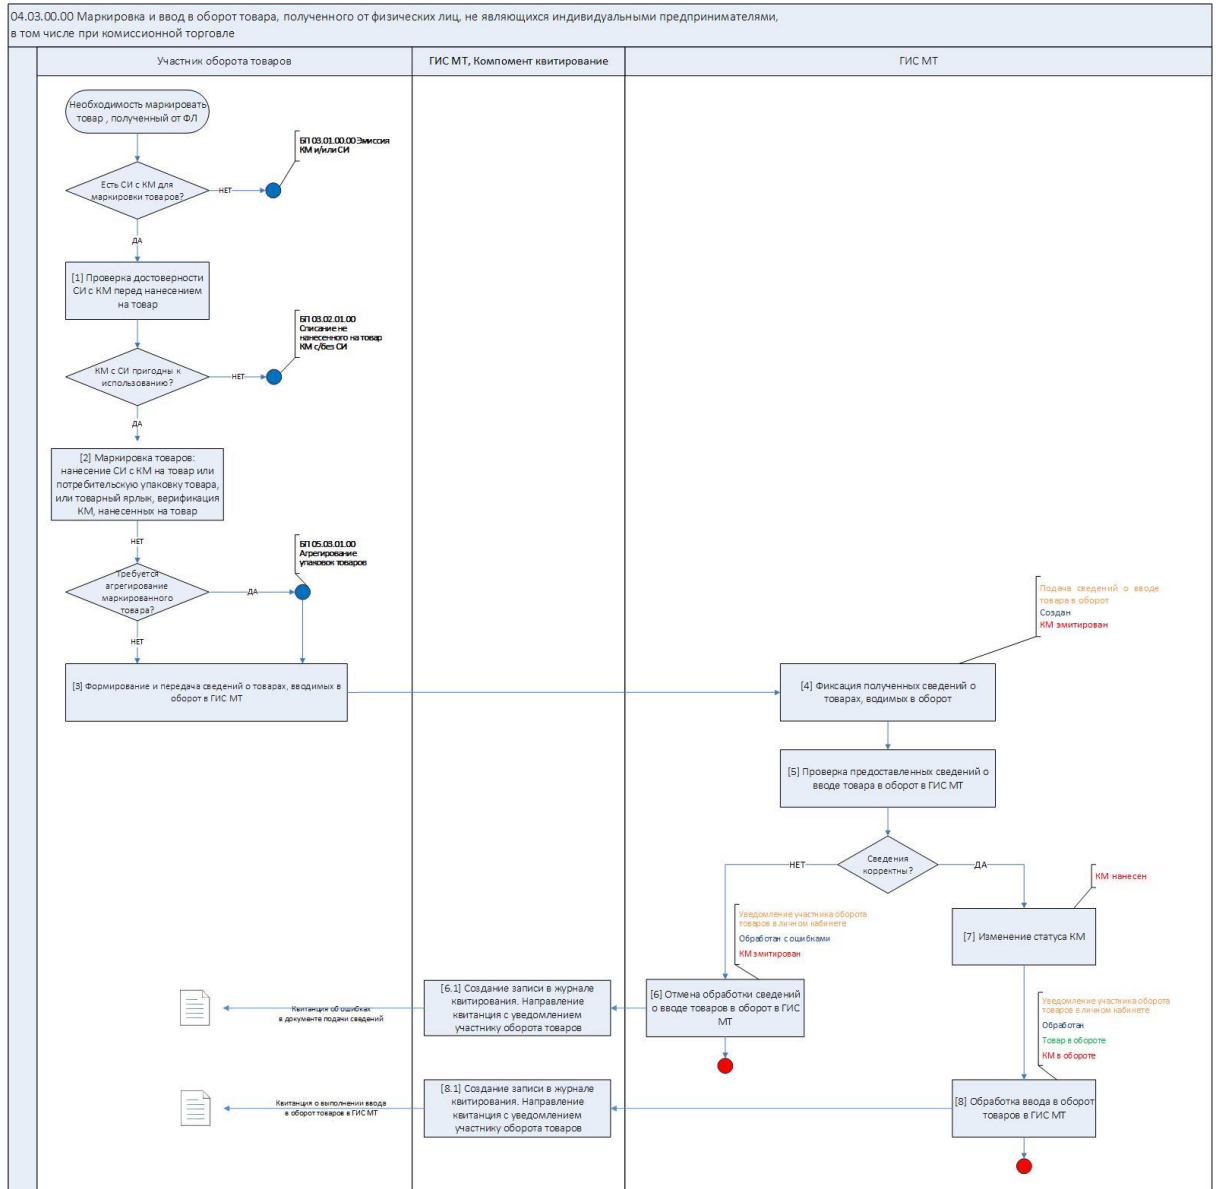 04.03.00.00 Маркировка и ввод в оборот товара, полученного от физических лиц, не являющихся индивидуальными предпринимателями,
в том числе при комиссионной торговле
Участник оборота товаров
ГИС МТ, Компомент квитирование
ГИС МТ
Необходимость маркировать
товар , полученный от ФЛ
БП 03.01.00.00 Эмиссия
КМ и/или СИ
Есть СИ с КМ для
маркировки товаров?
НЕТ
ДА
[1] Проверка достоверности
СИ с КМ перед нанесением
на товар
БП 03.02.01.00
Списание не
нанесенного на товар
КМ с/без СИ
КМ с СИ пригодны к
использованию?
НЕТ
ДА
[2] Маркировка товаров:
нанесение СИ с КМ на товар или
потребительскую упаковку товара,
или товарный ярлык, верификация
КМ, нанесенных на товар
НЕТ
БП 05.03.01.00
Агрегирование
упаковок товаров
Требуется
агрегирование
маркированного
товара?
ДА
НЕТ
Подача сведений о вводе
товара в оборот
Создан
КМ эмитирован
[3] Формирование и передача сведений о товарах, вводимых в
оборот в ГИС МТ
[4] Фиксация полученных сведений о
товарах, водимых в оборот
[5] Проверка предоставленных сведений о
вводе товара в оборот в ГИС МТ
Сведения
корректны?
НЕТ
ДА
КМ нанесен
Уведомление участника оборота
товаров в личном кабинете
Обработан с ошибками
КМ эмитирован
[7] Изменение статуса КМ
[6] Отмена обработки сведений
о вводе товаров в оборот в ГИС
МТ
[6.1] Создание записи в журнале
квитирования. Направление
квитанция с уведомлением
участнику оборота товаров
Квитанция об ошибках
в документе подачи сведений
Уведомление участника оборота
товаров в личном кабинете
Обработан
Товар в обороте
КМ в обороте
[8] Обработка ввода в оборот
товаров в ГИС МТ
[8.1] Создание записи в журнале
квитирования. Направление
квитанция с уведомлением
участнику оборота товаров
Квитанция о выполнении ввода
в оборот товаров в ГИС МТ